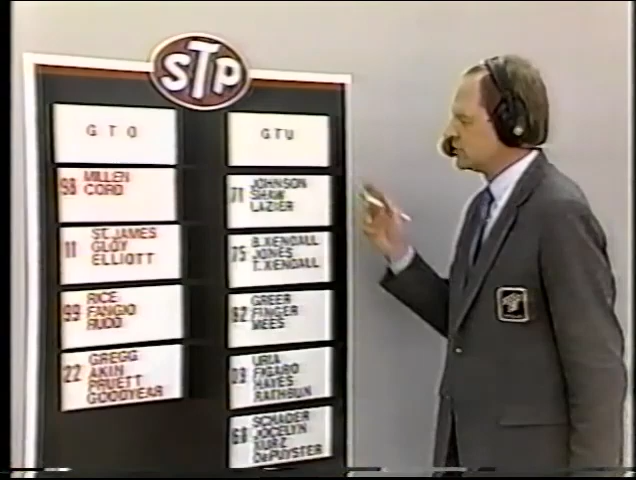 STP
G T O
98 MILLEN
CORD
11 ST. JAMES
GLOY
ELLIOTT
99 RICE
FANGIO
RUDD
22 GREGG
AKIN
PRUETT
GOODYEAR
GTU
71 JOHNSON
SHAW
LAZIER
75 B. KENDALL
JONES
T. KENDALL
92 GREER
FINGER
MEES
09 URIA
FIGARO
HAYES
RATHBUN
68 SCHADER
JOCELYN
KURZ
DePUYSTER